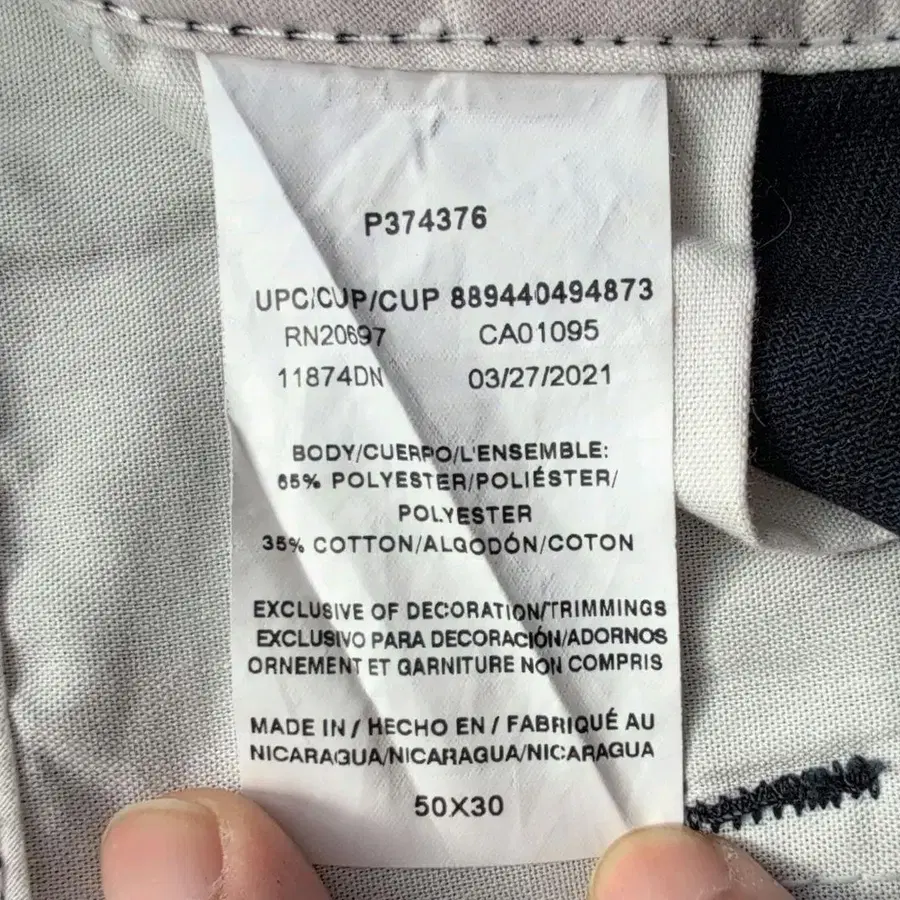 P374376
UPC/CUP/CUP 889440494873
RN20697 CA01095
11874DN 03/27/2021
BODY/CUERPO/L'ENSEMBLE:
65% POLYESTER/POLIÉSTER/
POLYESTER
35% COTTON/ALGODÓN/COTON
EXCLUSIVE OF DECORATION/TRIMMINGS
EXCLUSIVO PARA DECORACIÓN/ADORNOS
ORNEMENT ET GARNITURE NON COMPRIS
MADE IN / HECHO EN / FABRIQUÉ AU
NICARAGUA/NICARAGUA/NICARAGUA
50X30